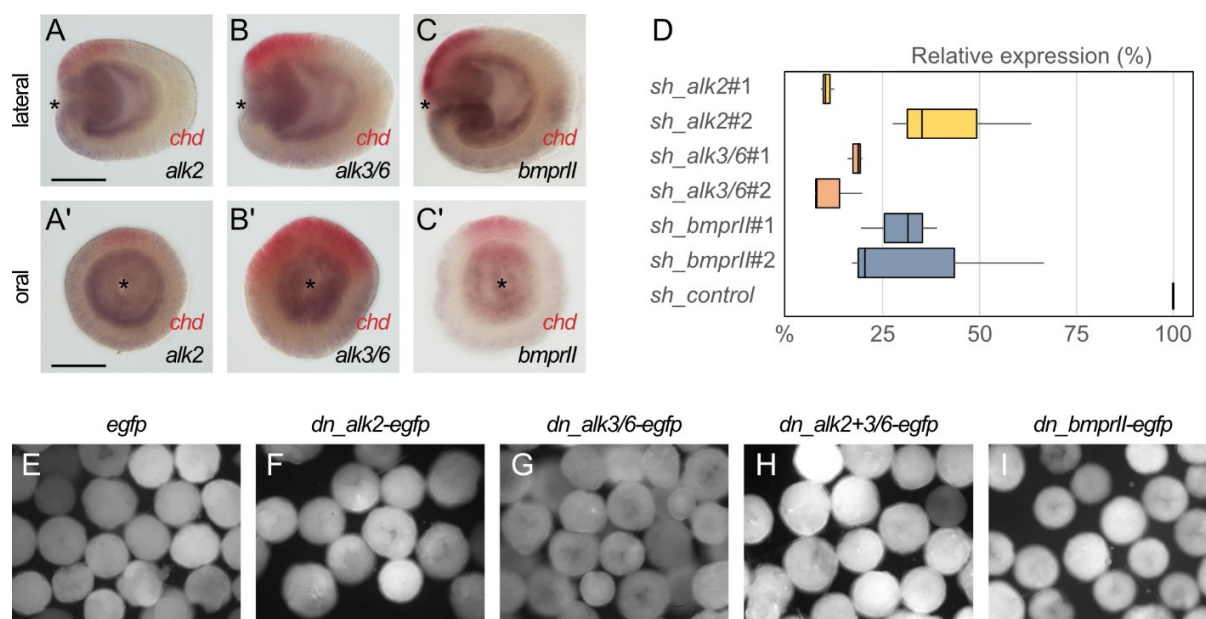 A
B
C
lateral
*
*
*
chd
alk2
chd
alk3/6
chd
bmprII
A'
B'
C'
oral
*
*
*
chd
alk2
chd
alk3/6
chd
bmprII
D
Relative expression (%)
sh_alk2#1
sh_alk2#2
sh_alk3/6#1
sh_alk3/6#2
sh_bmprII#1
sh_bmprII#2
sh_control
% 25 50 75 100
egfp
dn_alk2-egfp
dn_alk3/6-egfp
dn_alk2+3/6-egfp
dn_bmprII-egfp
E
F
G
H
I